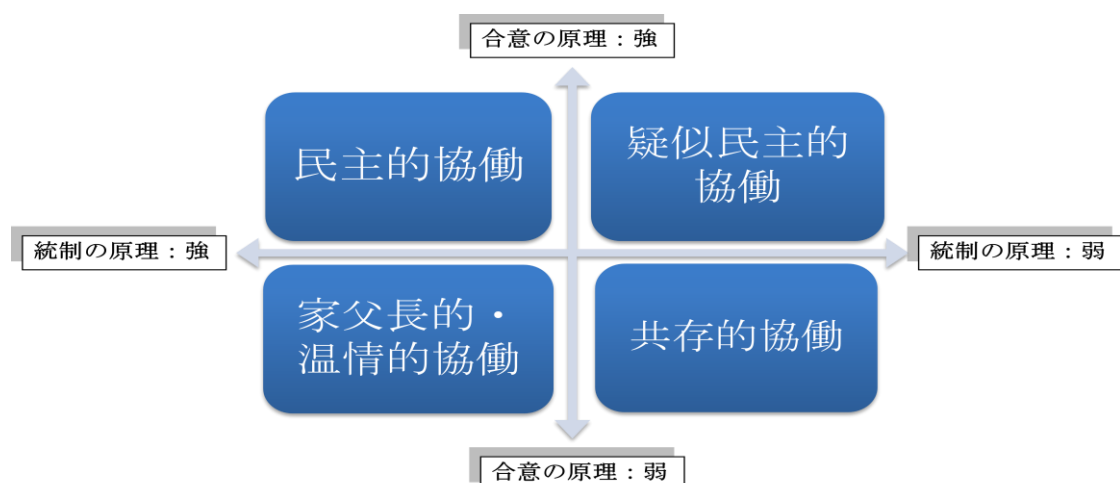 合意の原理：強
民主的協働
疑似民主的
協働
統制の原理：強
統制の原理：弱
家父長的・
温情的協働
共存的協働
合意の原理：弱